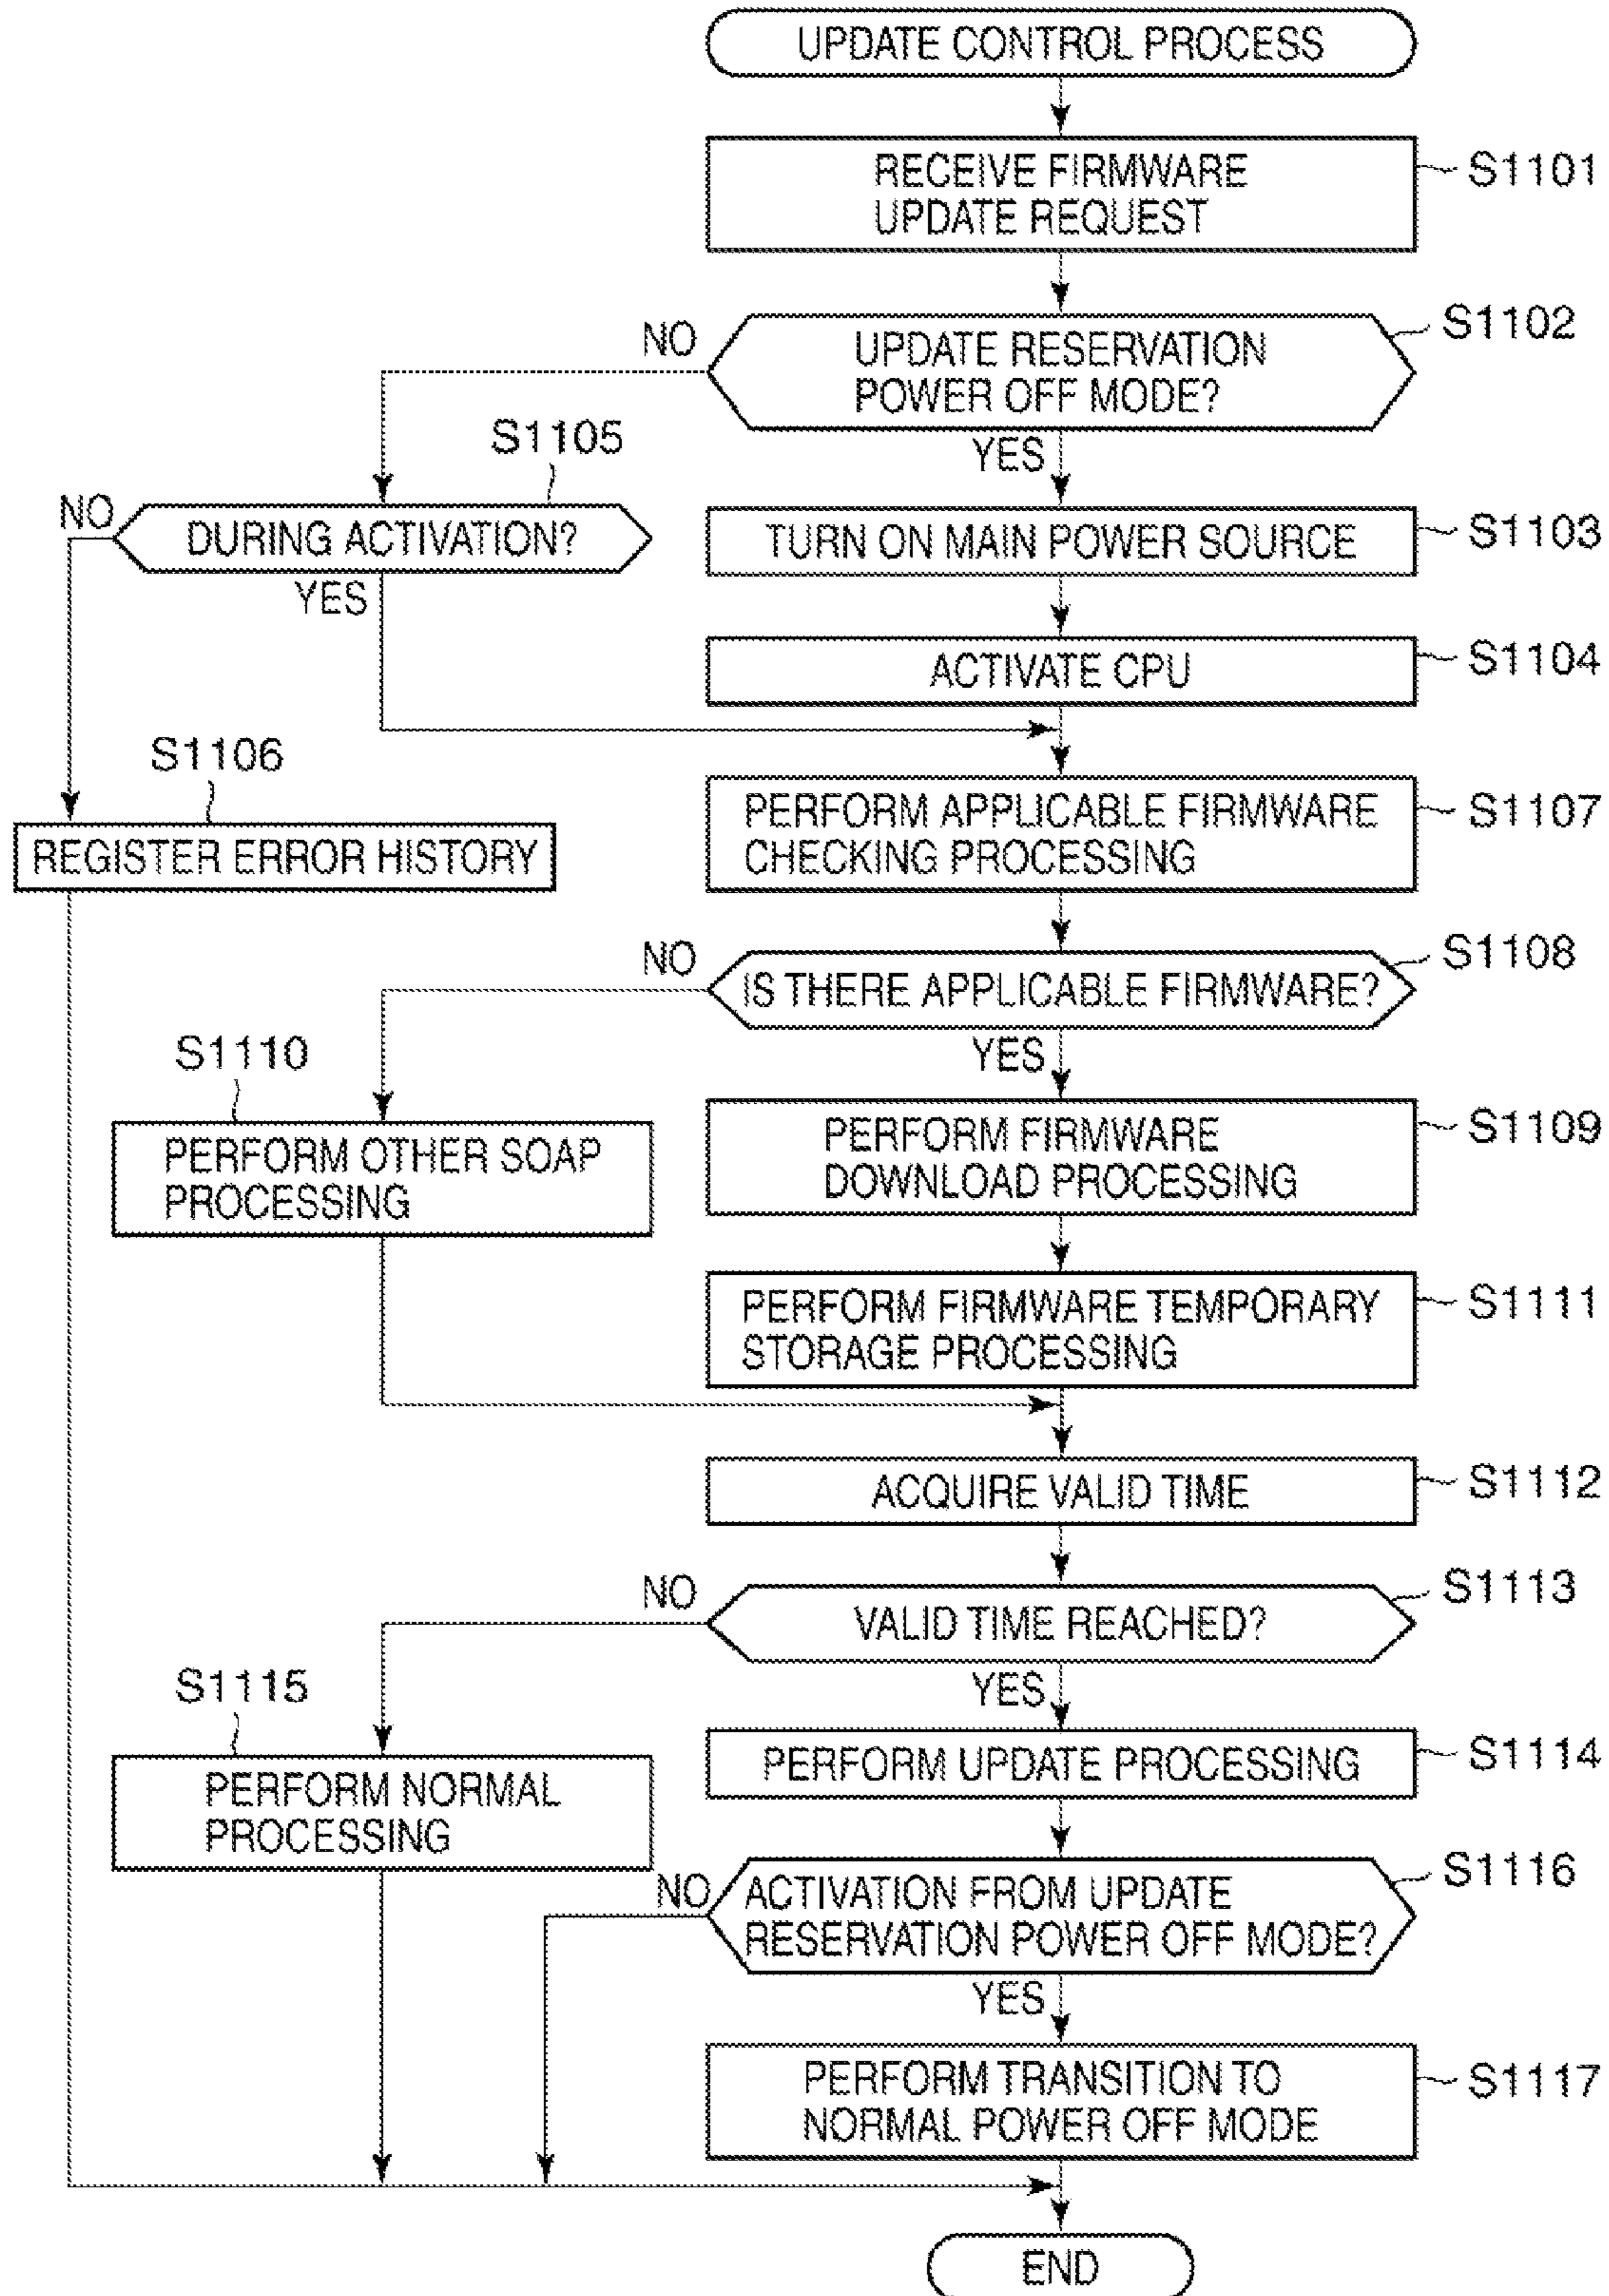 UPDATE CONTROL PROCESS
RECEIVE FIRMWARE
UPDATE REQUEST
S1101
UPDATE RESERVATION
POWER OFF MODE?
S1102
NO
YES
S1105
DURING ACTIVATION?
NO
YES
TURN ON MAIN POWER SOURCE
S1103
ACTIVATE CPU
S1104
S1106
REGISTER ERROR HISTORY
PERFORM APPLICABLE FIRMWARE
CHECKING PROCESSING
S1107
IS THERE APPLICABLE FIRMWARE?
S1108
NO
YES
S1110
PERFORM OTHER SOAP
PROCESSING
PERFORM FIRMWARE
DOWNLOAD PROCESSING
S1109
PERFORM FIRMWARE TEMPORARY
STORAGE PROCESSING
S1111
ACQUIRE VALID TIME
S1112
VALID TIME REACHED?
S1113
NO
YES
S1115
PERFORM NORMAL
PROCESSING
PERFORM UPDATE PROCESSING
S1114
ACTIVATION FROM UPDATE
RESERVATION POWER OFF MODE?
S1116
NO
YES
PERFORM TRANSITION TO
NORMAL POWER OFF MODE
S1117
END